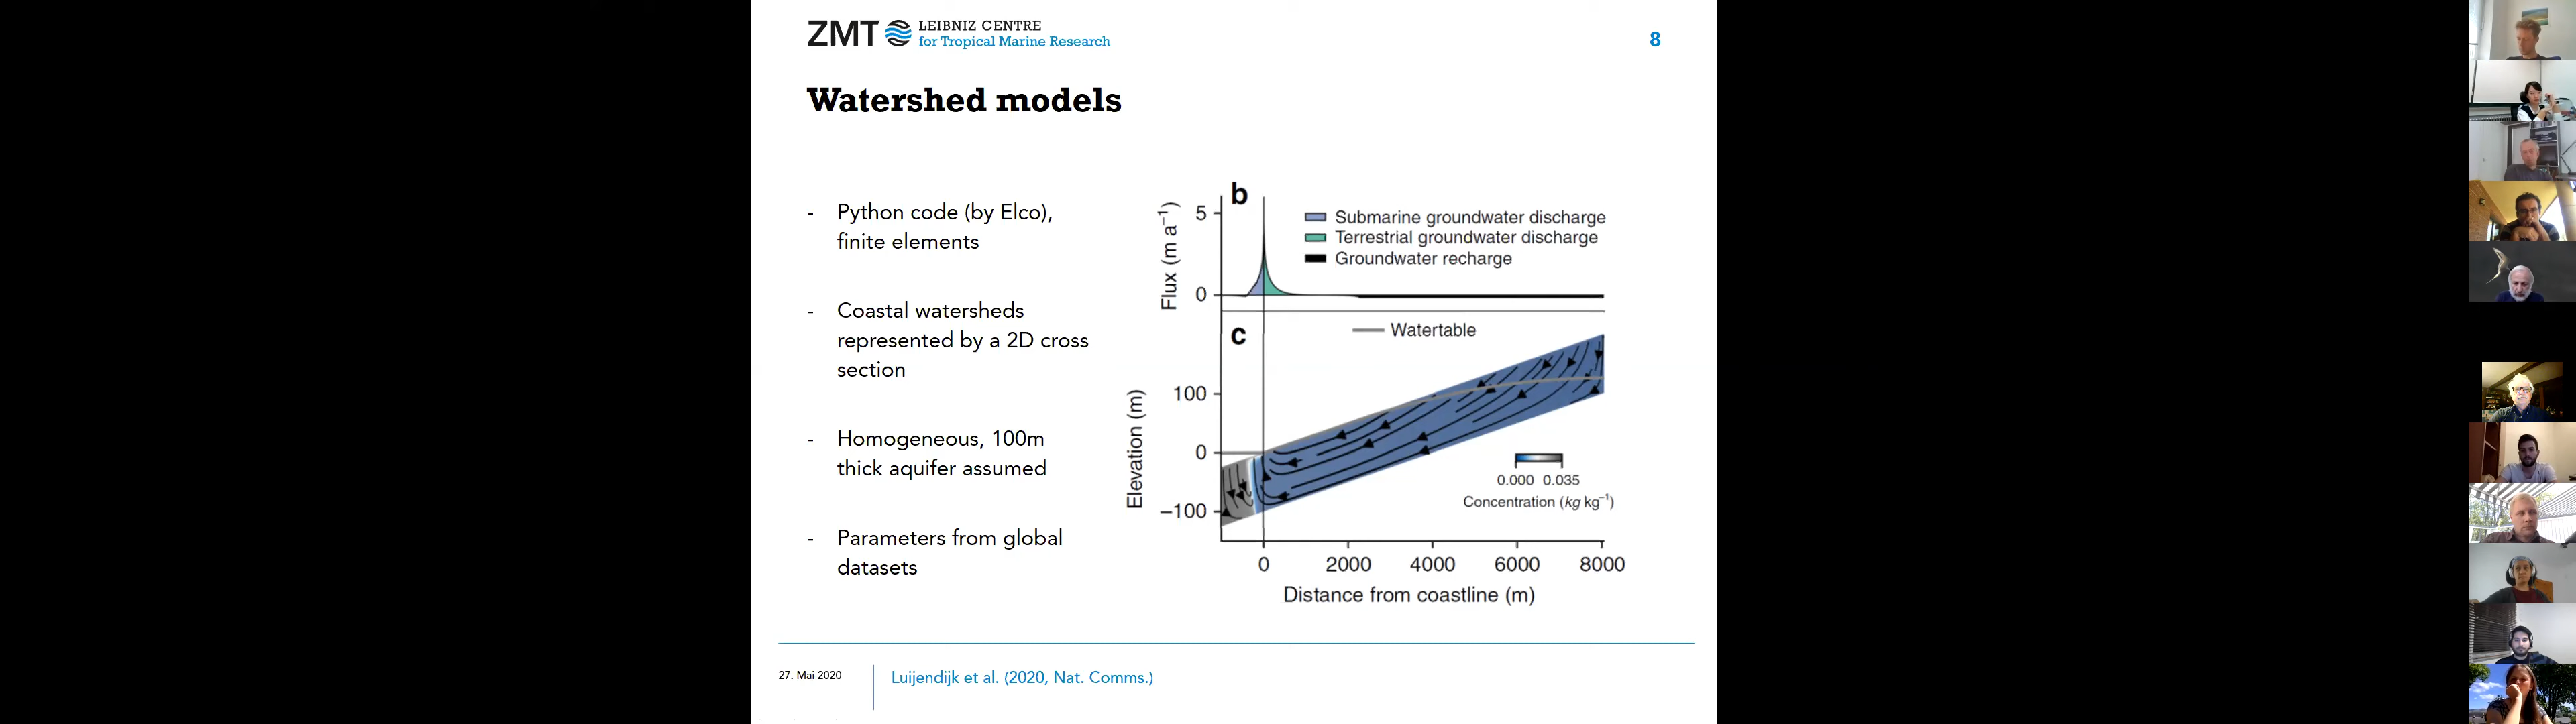 ZMT LEIBNIZ CENTRE
for Tropical Marine Research
8
Watershed models
- Python code (by Elco),
finite elements
- Coastal watersheds
represented by a 2D cross
section
- Homogeneous, 100m
thick aquifer assumed
- Parameters from global
datasets
b
Flux (m a⁻¹)
5
0
Submarine groundwater discharge
Terrestrial groundwater discharge
Groundwater recharge
c
Watertable
Elevation (m)
100
0
−100
0.000 0.035
Concentration (kg kg⁻¹)
0 2000 4000 6000 8000
Distance from coastline (m)
27. Mai 2020
Luijendijk et al. (2020, Nat. Comms.)